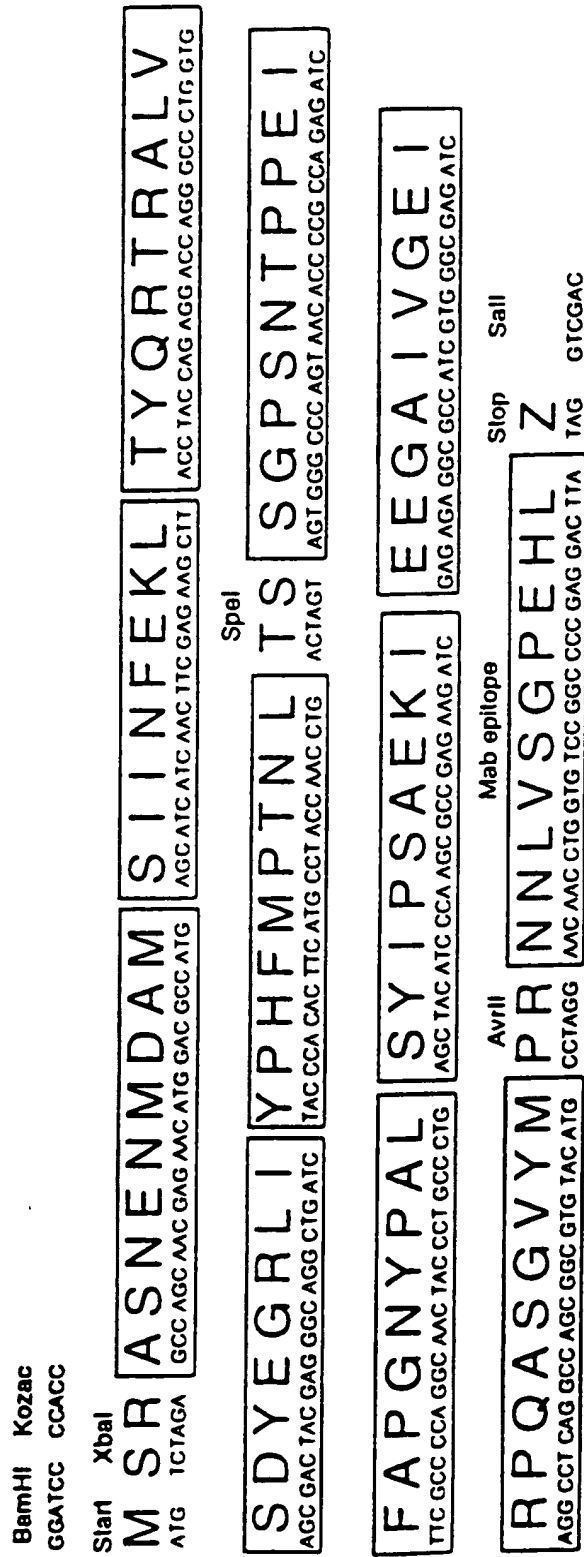 BamHI Kozac
GGATCC CCACC
Start XbaI
M SR ASNENMDAM SIINFEKL TYQRTRALV
ATG TCTAGA GCC AGC AAC GAG AAC ATG GAC GCC ATG AGC ATC ATC AAC TTC GAG AAG CTT ACC TAC CAG AGG ACC AGG GCC CTG GTG
SpeI
SDYEGRLI YPHFMPTNL TS SGPSNTPPEI
AGC GAC TAC GAG GGC AGG CTG ATC TAC CCA CAC TTC ATG CCT ACC AAC CTG ACTAGT AGT GGG CCC AGT AAC ACC CCG CCA GAG ATC
FAPGNYPAL SYIPSAEKI EEGAIVGEI
TTC GCC CCA GGC AAC TAC CCT GCC CTG AGC TAC ATC CCA AGC GCC GAG AAG ATC GAG AGA GGC GCC ATC GTG GGC GAG ATC
AvrII Mab epitope Stop SalI
RPQASGVYM PR NNLVSGPEHL Z
AGG CCT CAG GCC AGC GGC GTG TAC ATG CCTAGG AAC AAC CTG GTG TCC GGC CCC GAG GAC TTA TAG GTCGAC